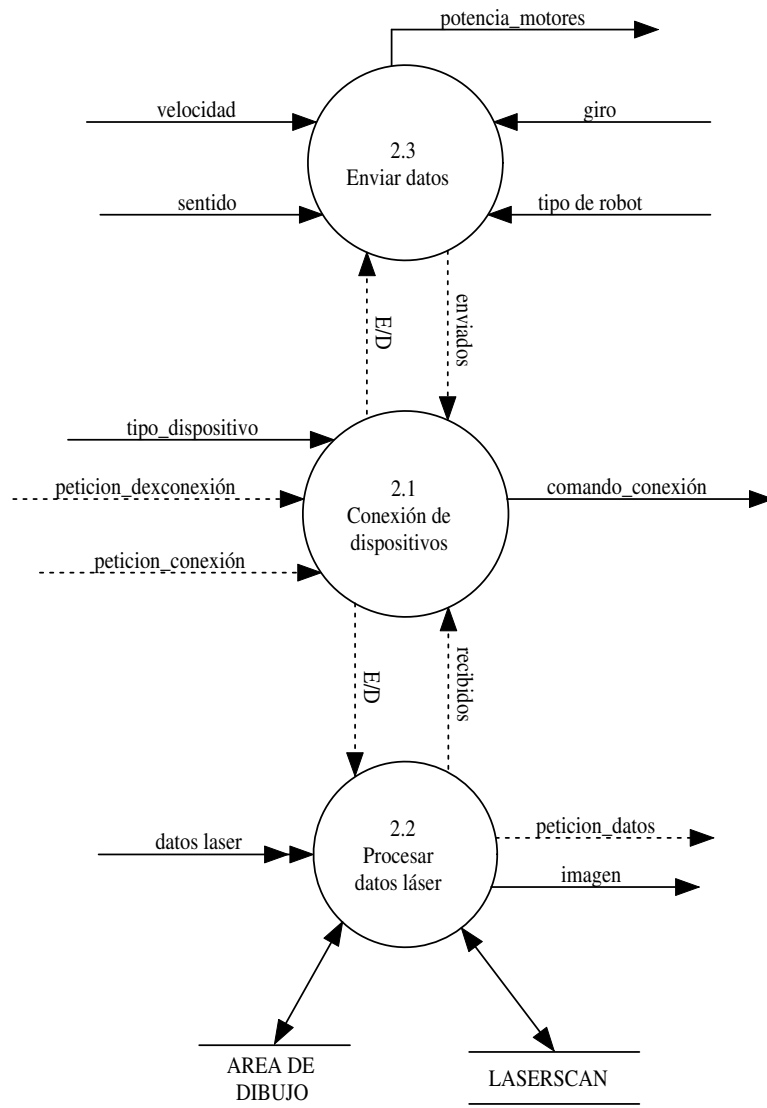 potencia_motores
velocidad
giro
2.3
Enviar datos
sentido
tipo de robot
E/D
enviados
tipo_dispositivo
peticion_dexconexión
2.1
Conexión de
dispositivos
comando_conexión
peticion_conexión
E/D
recibidos
datos laser
2.2
Procesar
datos láser
peticion_datos
imagen
AREA DE
DIBUJO
LASERSCAN